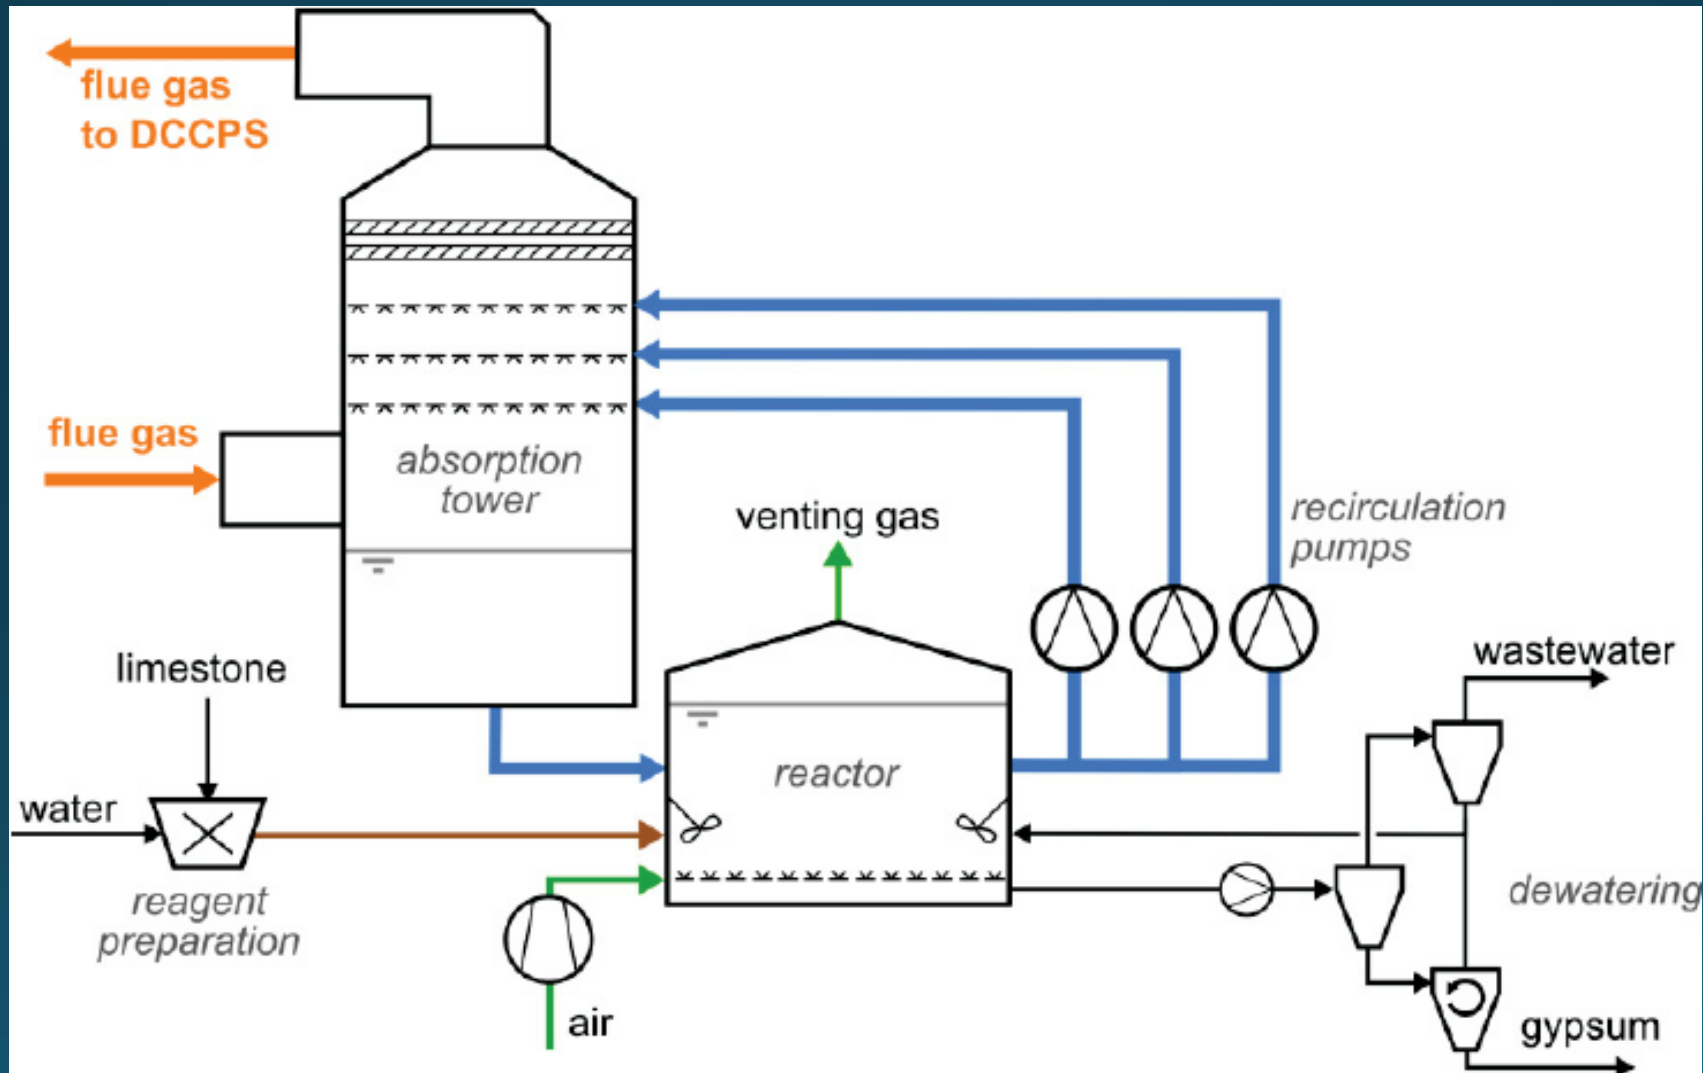 flue gas
to DCCPS
flue gas
absorption
tower
venting gas
recirculation
pumps
limestone
wastewater
water
reactor
reagent
preparation
dewatering
air
gypsum